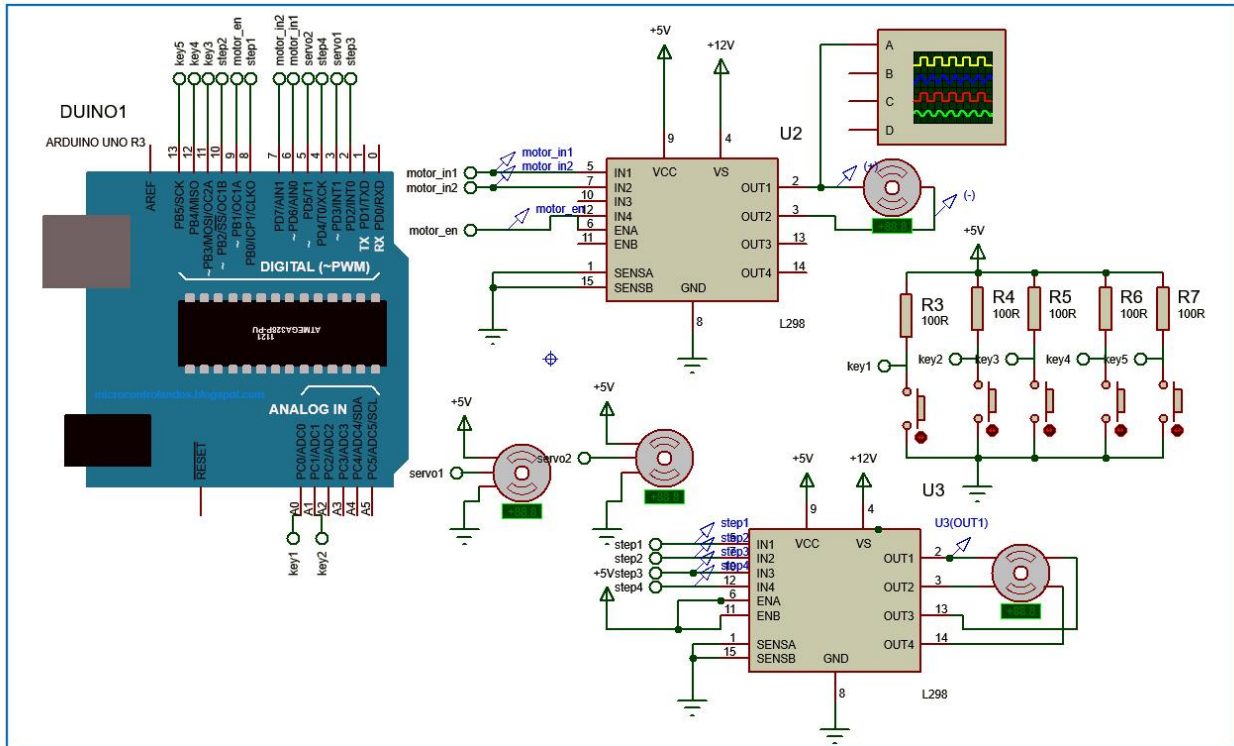 key5
key4
key3
step2
motor_en
step1
motor_in2
motor_in1
servo2
step4
servo1
step3
DUINO1
ARDUINO UNO R3
13
12
11
10
9
8
7
6
5
4
3
2
1
0
AREF
PB5/SCK
PB4/MISO
~PB3/MOSI/OC2A
~ PB2/SS/OC1B
~ PB1/OC1A
PB0/ICP1/CLKO
PD7/AIN1
~ PD6/AIN0
~ PD5/T1
PD4/T0/XCK
~ PD3/INT1
PD2/INT0
TX PD1/TXD
RX PD0/RXD
DIGITAL (~PWM)
1121
ATMEGA328P-PU
microcontrolandos.blogspot.com
ANALOG IN
RESET
PC0/ADC0
PC1/ADC1
PC2/ADC2
PC3/ADC3
PC4/ADC4/SDA
PC5/ADC5/SCL
A0
A1
A2
A3
A4
A5
key1
key2
+5V
+12V
U2
9
4
motor_in1
motor_in2
motor_en
motor_in1
motor_in2
motor_en
5
7
10
12
6
11
1
15
IN1
IN2
IN3
IN4
ENA
ENB
SENSA
SENSB
VCC
VS
GND
8
OUT1
OUT2
OUT3
OUT4
2
3
13
14
L298
(+)
(-)
+88.8
A
B
C
D
+5V
R3
100R
R4
100R
R5
100R
R6
100R
R7
100R
key1
key2
key3
key4
key5
+5V
servo1
+88.8
+5V
servo2
+88.8
+5V
+12V
U3
9
4
step1
step2
step3
step4
step1
step2
step3
step4
+5V
5
7
10
12
6
11
1
15
IN1
IN2
IN3
IN4
ENA
ENB
SENSA
SENSB
VCC
VS
GND
8
OUT1
OUT2
OUT3
OUT4
2
3
13
14
U3(OUT1)
+88.8
L298